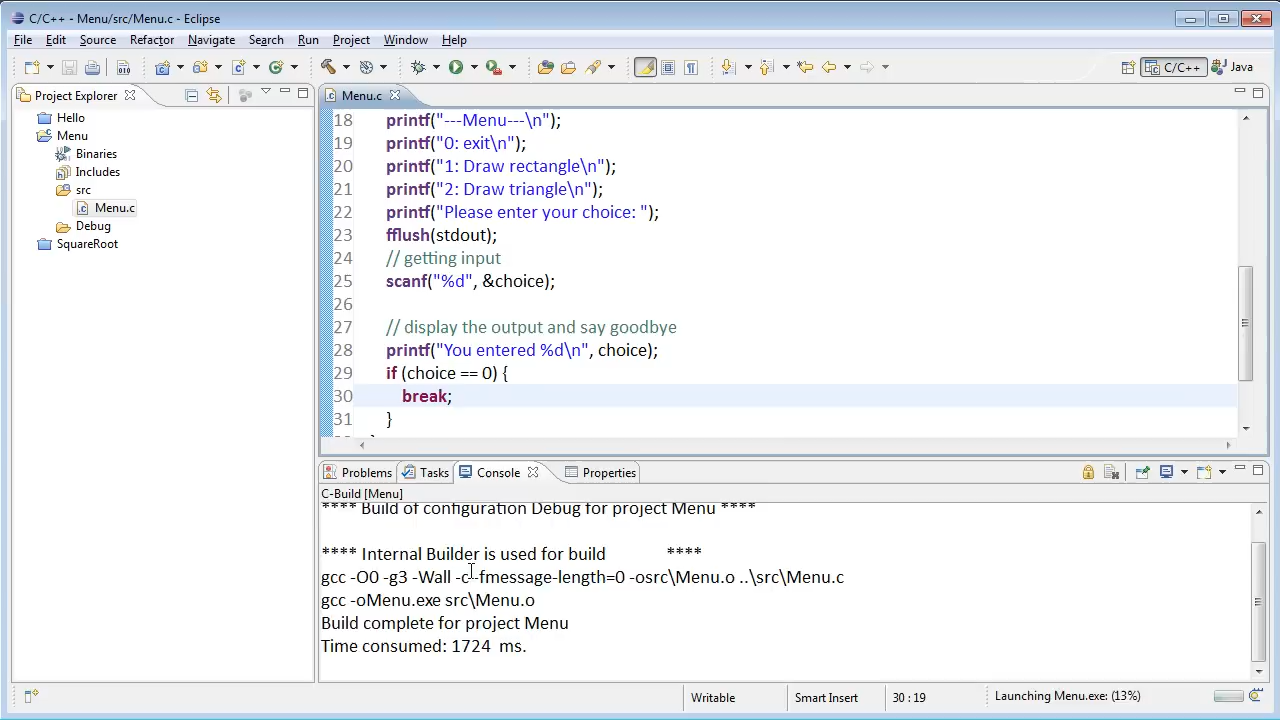 C/C++ - Menu/src/Menu.c - Eclipse
File Edit Source Refactor Navigate Search Run Project Window Help
C/C++ Java
Project Explorer
Hello
Menu
Binaries
Includes
src
Menu.c
Debug
SquareRoot
Menu.c
18 printf("---Menu---\n");
19 printf("0: exit\n");
20 printf("1: Draw rectangle\n");
21 printf("2: Draw triangle\n");
22 printf("Please enter your choice: ");
23 fflush(stdout);
24 // getting input
25 scanf("%d", &choice);
26
27 // display the output and say goodbye
28 printf("You entered %d\n", choice);
29 if (choice == 0) {
30 break;
31 }
Problems Tasks Console Properties
C-Build [Menu]
**** Build of configuration Debug for project Menu ****
**** Internal Builder is used for build ****
gcc -O0 -g3 -Wall -c -fmessage-length=0 -osrc\Menu.o ..\src\Menu.c
gcc -oMenu.exe src\Menu.o
Build complete for project Menu
Time consumed: 1724 ms.
Writable Smart Insert 30 : 19 Launching Menu.exe: (13%)